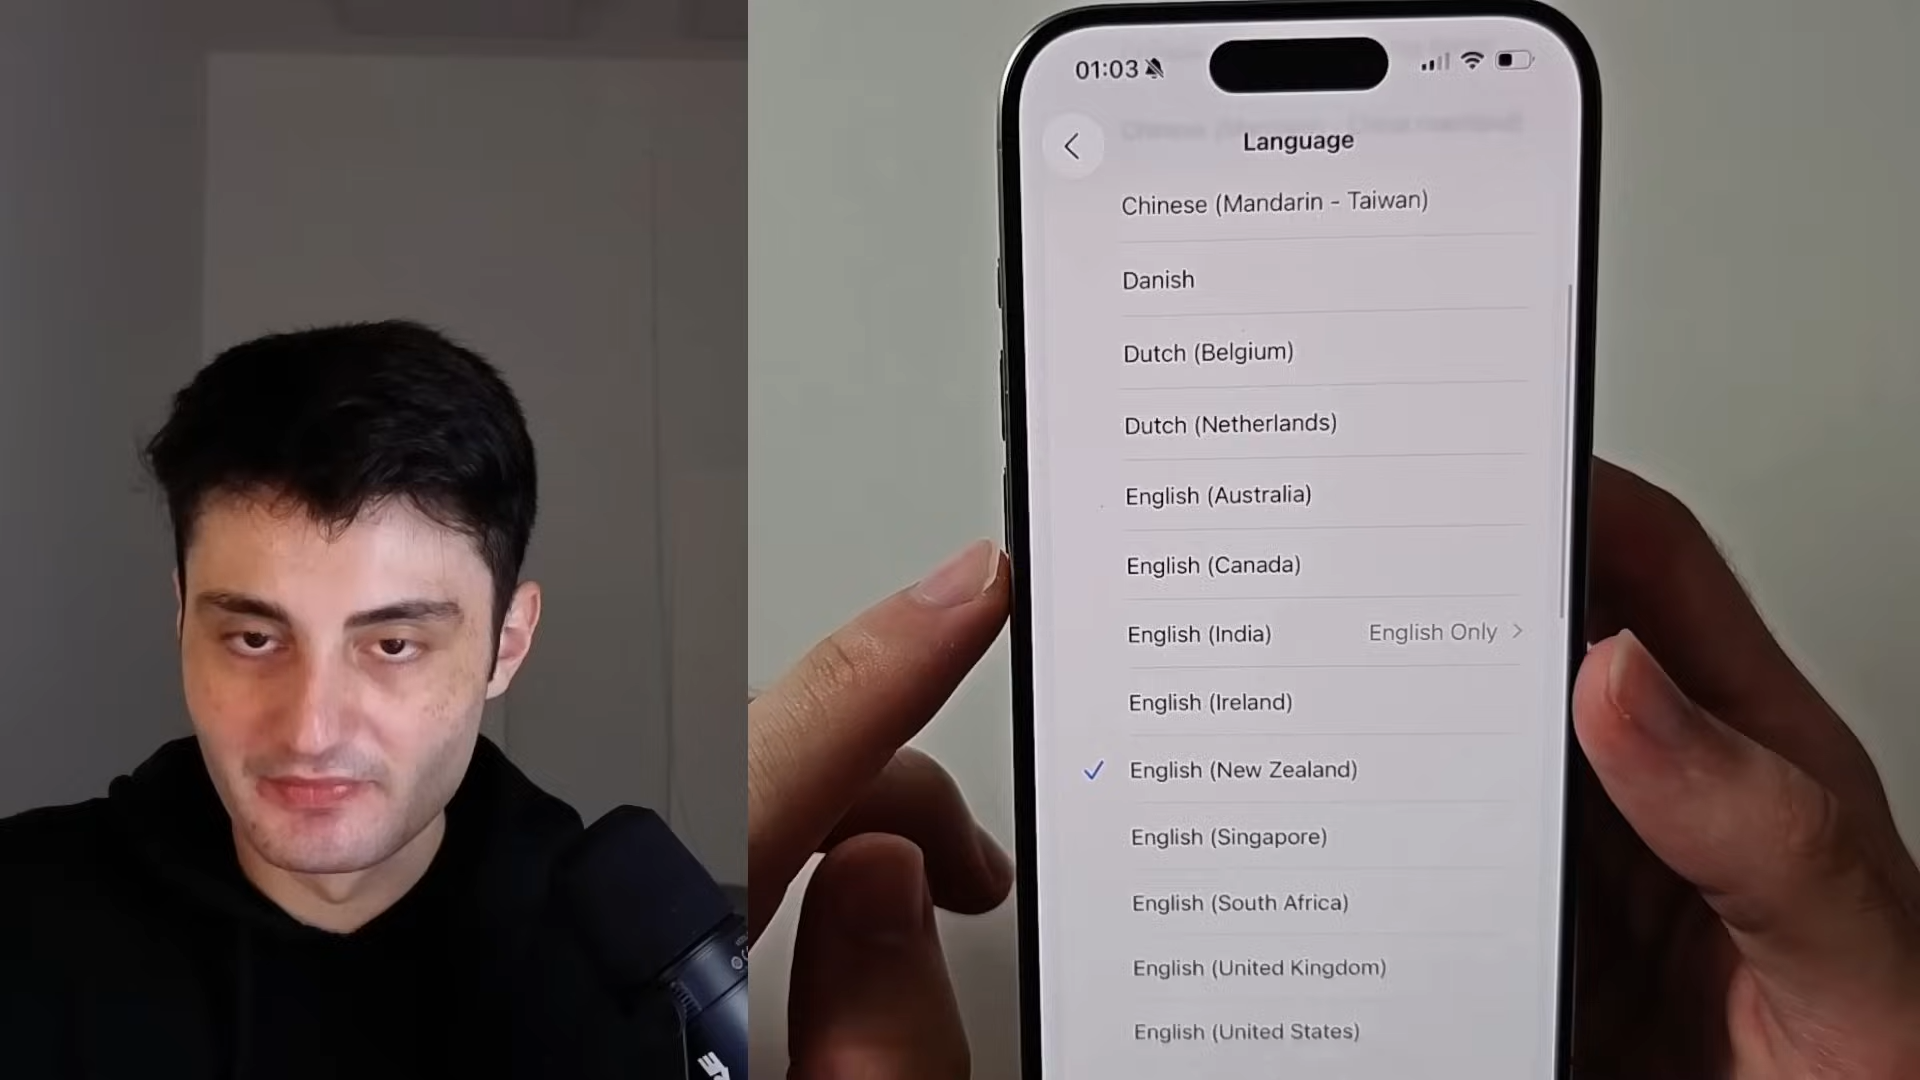 01:03
Language
Chinese (Mandarin - Taiwan)
Danish
Dutch (Belgium)
Dutch (Netherlands)
English (Australia)
English (Canada)
English (India) English Only
English (Ireland)
English (New Zealand)
English (Singapore)
English (South Africa)
English (United Kingdom)
English (United States)